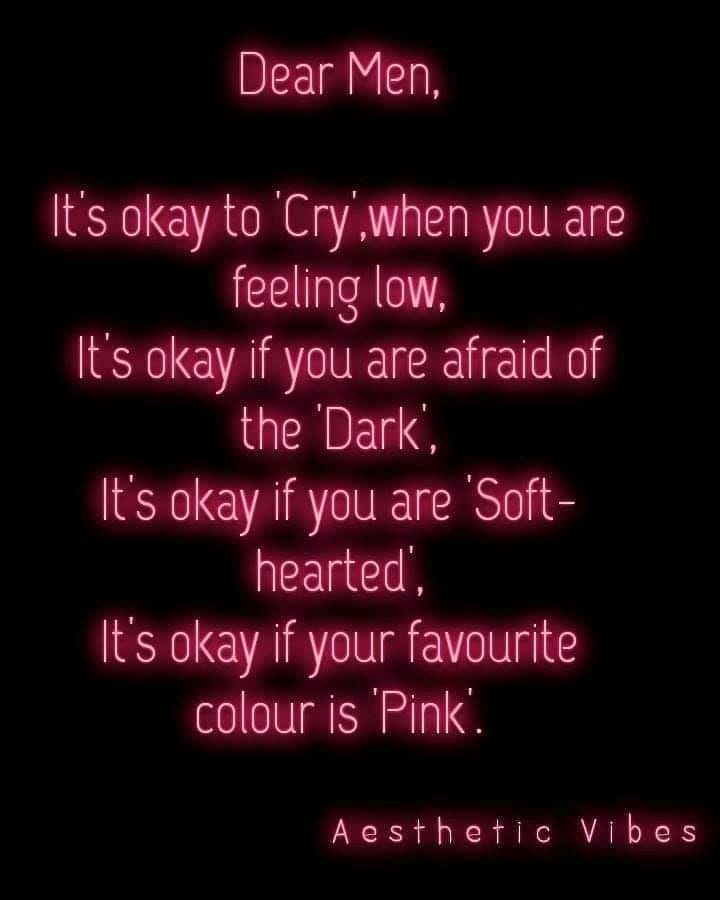 Dear Men,
It's okay to 'Cry',when you are
feeling low,
It's okay if you are afraid of
the 'Dark',
It's okay if you are 'Soft-
hearted',
It's okay if your favourite
colour is 'Pink'.
Aesthetic Vibes